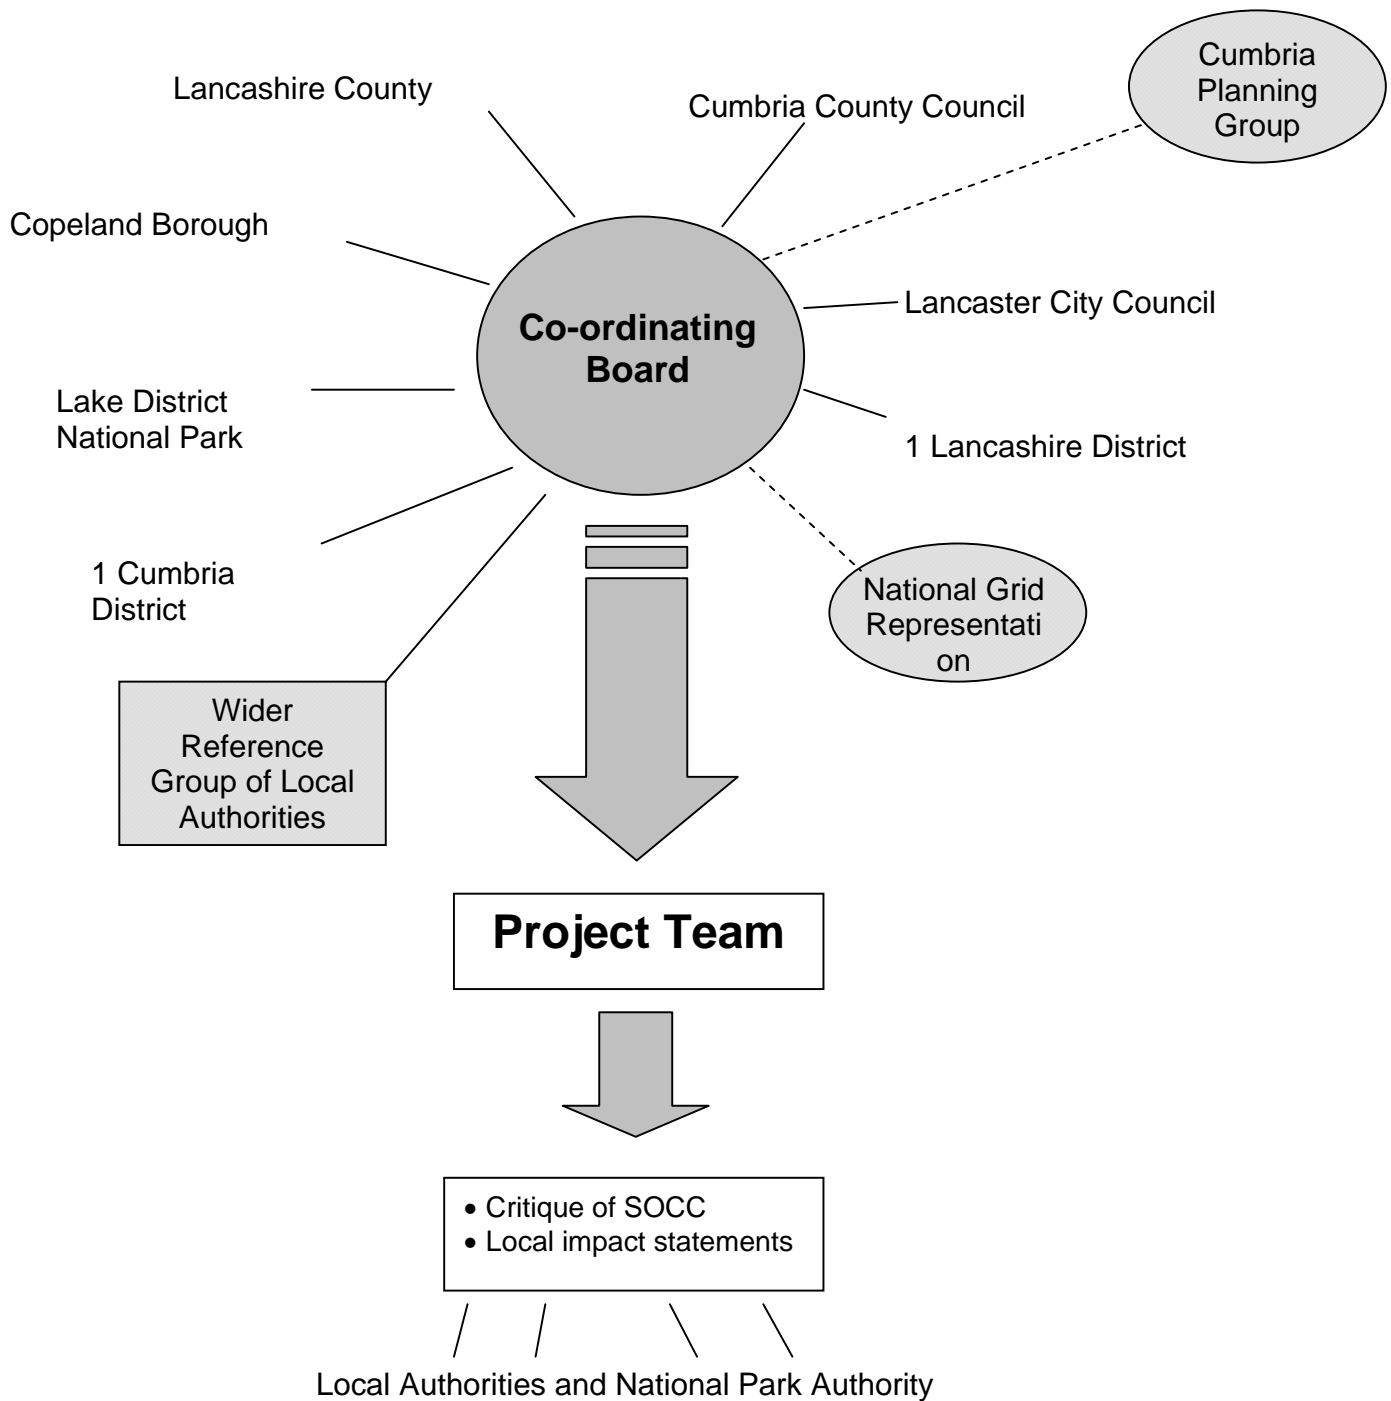 Cumbria
Planning
Group
Lancashire County
Cumbria County Council
Copeland Borough
Lancaster City Council
Co-ordinating
Board
Lake District
National Park
1 Lancashire District
1 Cumbria
District
National Grid
Representati
on
Wider
Reference
Group of Local
Authorities
Project Team
• Critique of SOCC
• Local impact statements
Local Authorities and National Park Authority